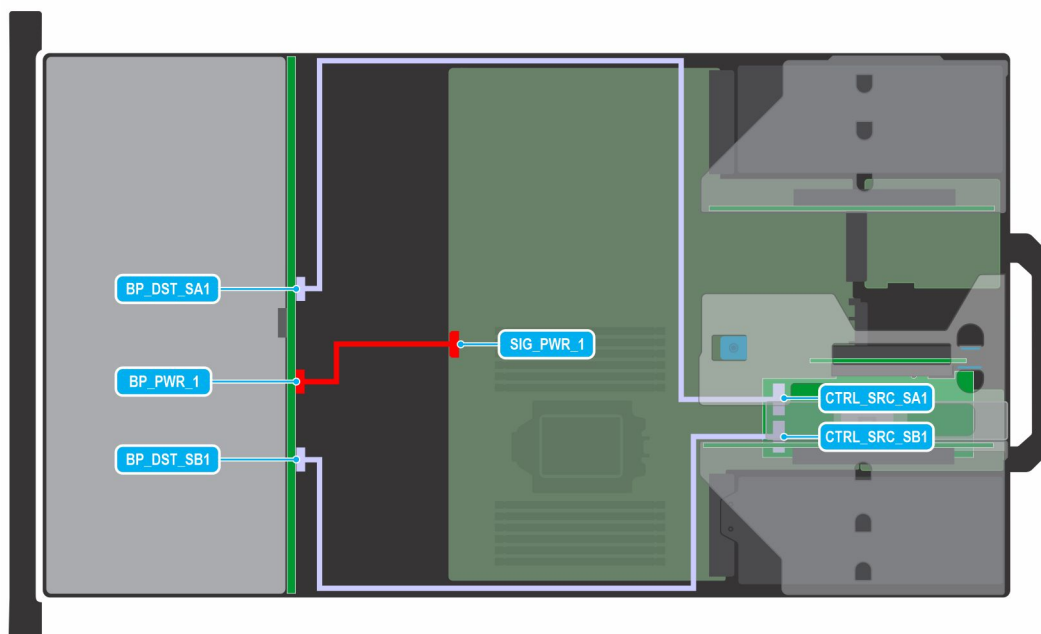 BP_DST_SA1
SIG_PWR_1
BP_PWR_1
CTRL_SRC_SA1
CTRL_SRC_SB1
BP_DST_SB1